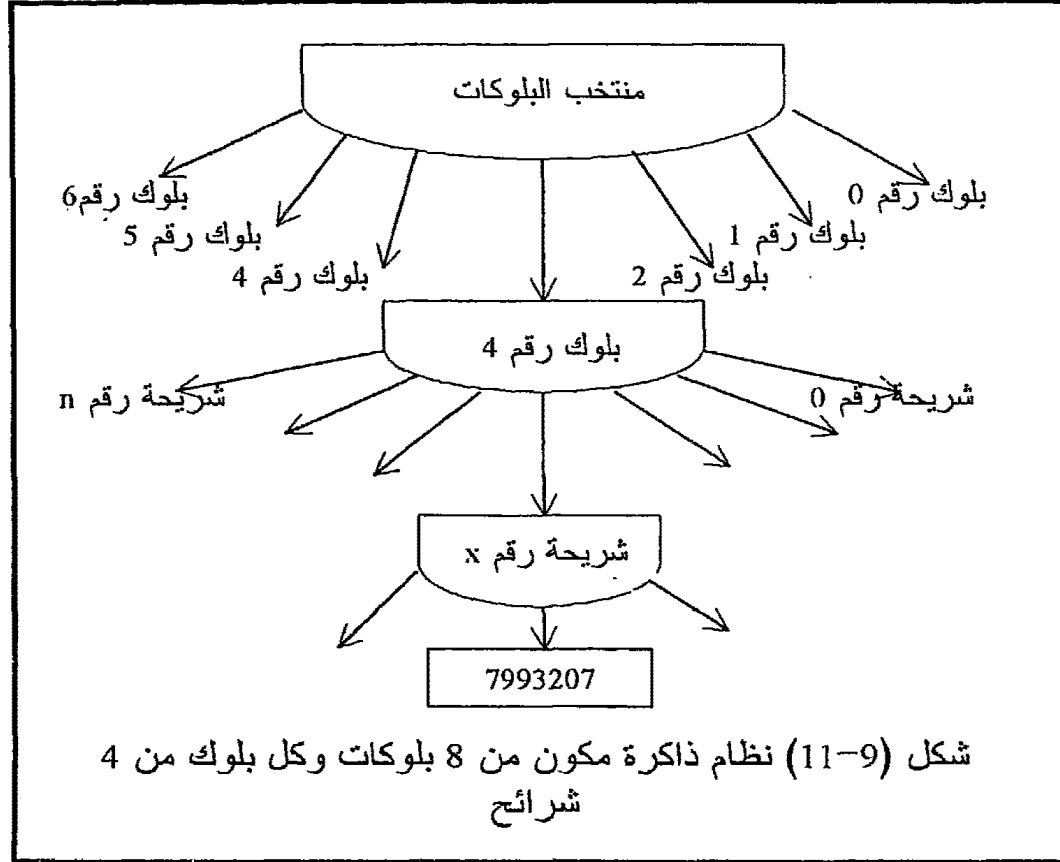 منتخب البلوكات
بلوك رقم 0
بلوك رقم6
بلوك رقم 1
بلوك رقم 5
بلوك رقم 2
بلوك رقم 4
بلوك رقم 4
شريحة رقم 0
شريحة رقم n
شريحة رقم x
7993207
شكل (9-11) نظام ذاكرة مكون من 8 بلوكات وكل بلوك من 4
شرائح